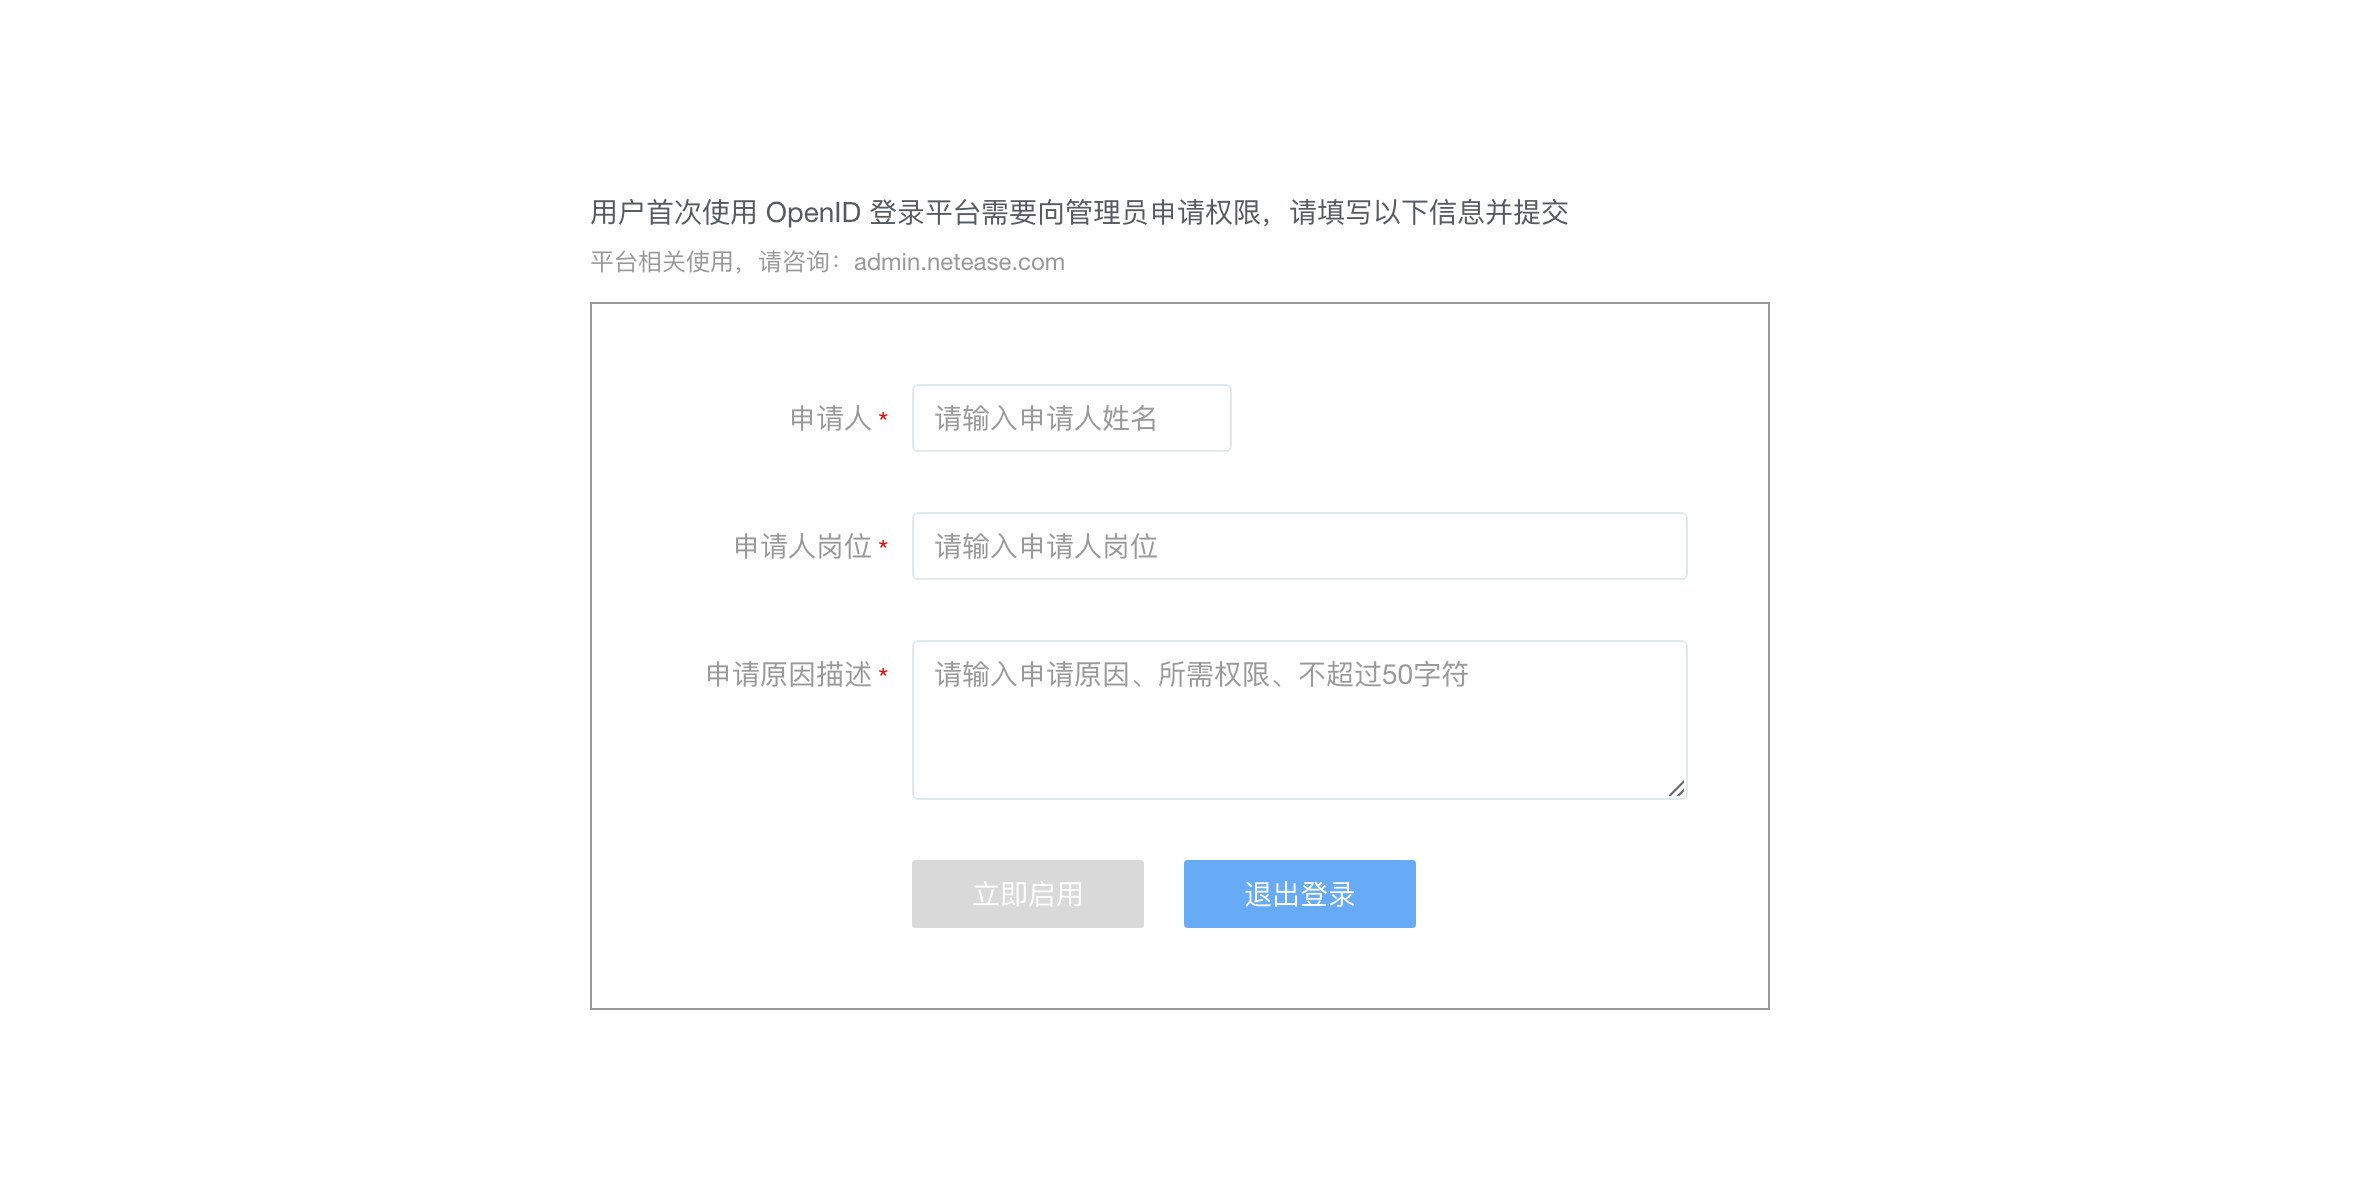 用户首次使用 OpenID 登录平台需要向管理员申请权限，请填写以下信息并提交
平台相关使用，请咨询：admin.netease.com
申请人 * 请输入申请人姓名
申请人岗位 * 请输入申请人岗位
申请原因描述 * 请输入申请原因、所需权限、不超过50字符
立即启用 退出登录